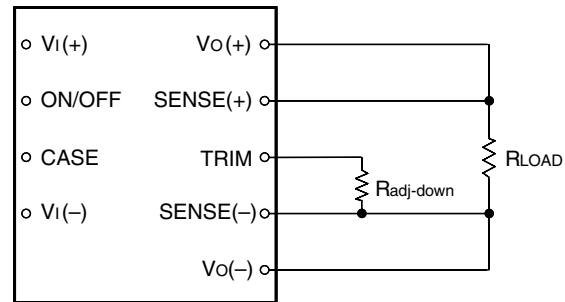 VI(+) VO(+)
ON/OFF SENSE(+)
CASE TRIM
RLOAD
Radj-down
VI(–) SENSE(–)
VO(–)